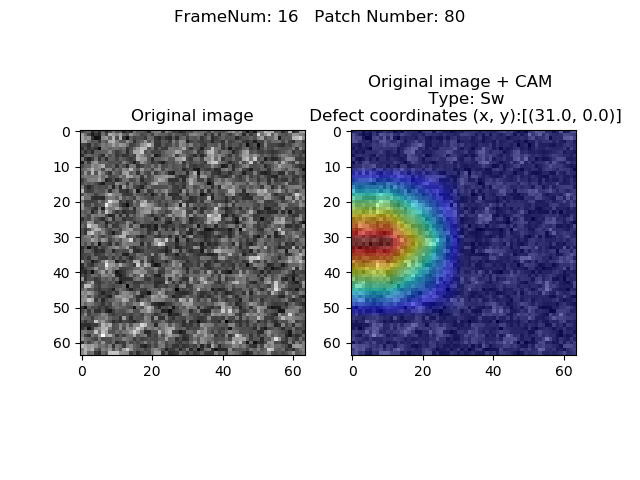 FrameNum: 16   Patch Number: 80
Original image
0
10
20
30
40
50
60
0 20 40 60
Original image + CAM
Type: Sw
Defect coordinates (x, y):[(31.0, 0.0)]
0
10
20
30
40
50
60
0 20 40 60